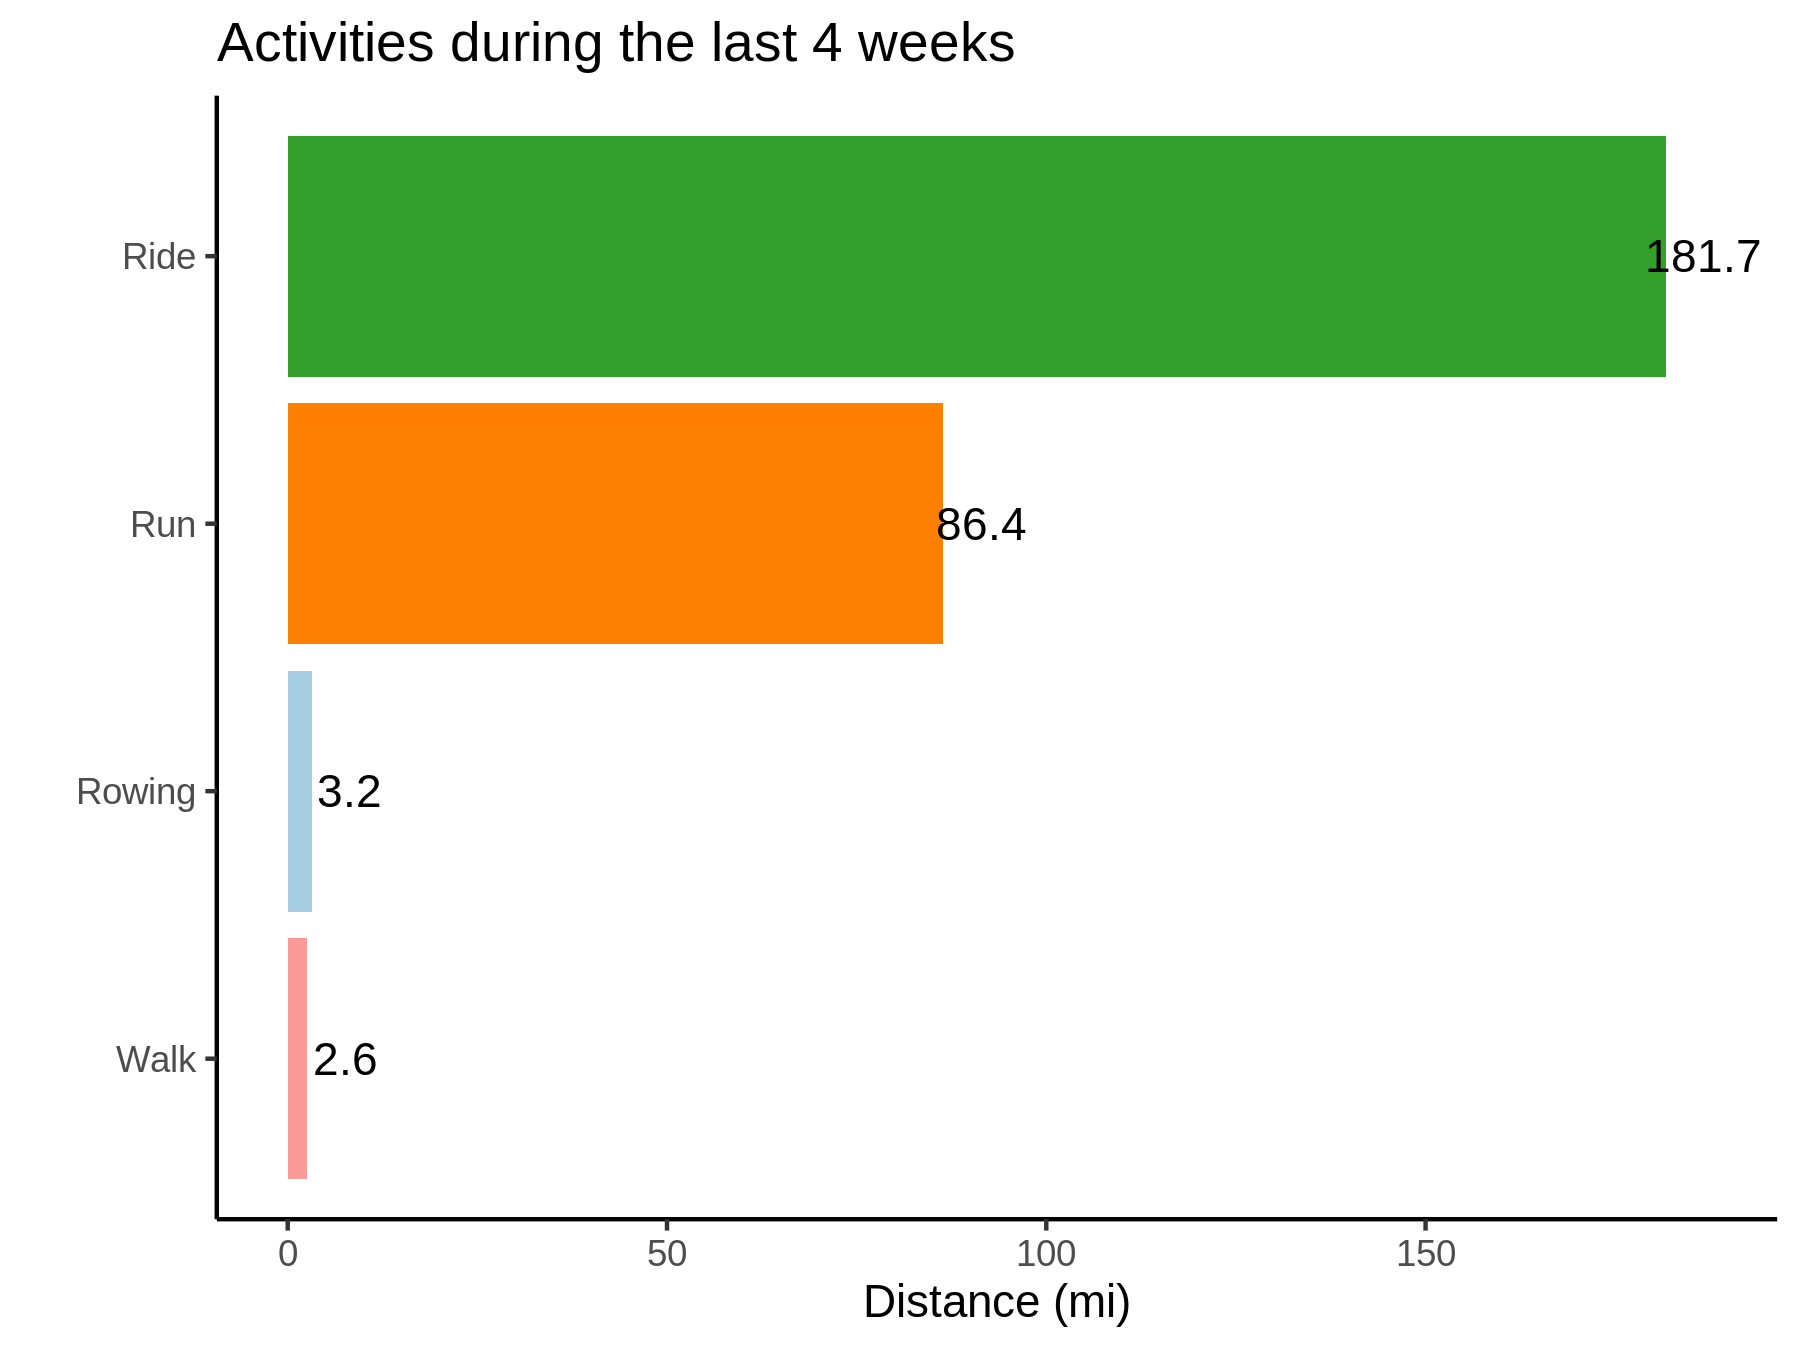 Activities during the last 4 weeks
Ride
181.7
Run
86.4
Rowing
3.2
Walk
2.6
0 50 100 150
Distance (mi)